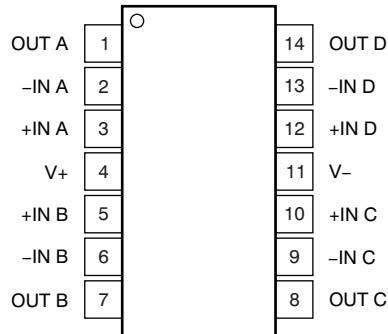 OUT A 1 14 OUT D
−IN A 2 13 −IN D
+IN A 3 12 +IN D
V+ 4 11 V−
+IN B 5 10 +IN C
−IN B 6 9 −IN C
OUT B 7 8 OUT C